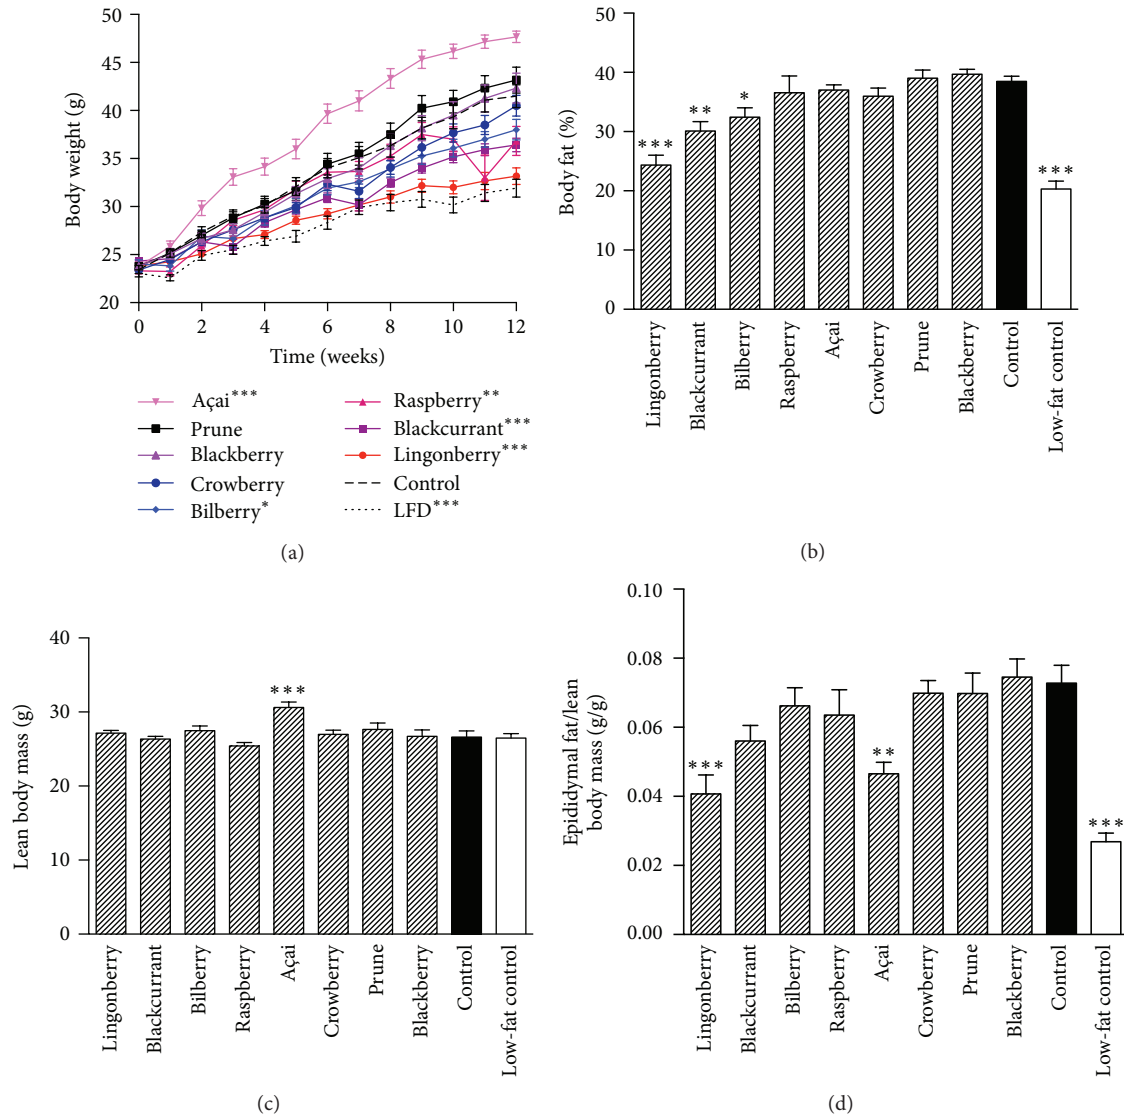 50
45
40
35
30
25
20
Body weight (g)
0 2 4 6 8 10 12
Time (weeks)
Açai***
Prune
Blackberry
Crowberry
Bilberry*
Raspberry**
Blackcurrant***
Lingonberry***
Control
LFD***
(a)
50
40
30
20
60
0
Body fat (%)
***
**
*
***
Lingonberry
Blackcurrant
Bilberry
Raspberry
Açai
Crowberry
Prune
Blackberry
Control
Low-fat control
(b)
40
30
20
10
0
Lean body mass (g)
***
Lingonberry
Blackcurrant
Bilberry
Raspberry
Açai
Crowberry
Prune
Blackberry
Control
Low-fat control
(c)
0.10
0.08
0.06
0.04
0.02
0.00
Epididymal fat/lean
body mass (g/g)
***
**
***
Lingonberry
Blackcurrant
Bilberry
Raspberry
Açai
Crowberry
Prune
Blackberry
Control
Low-fat control
(d)